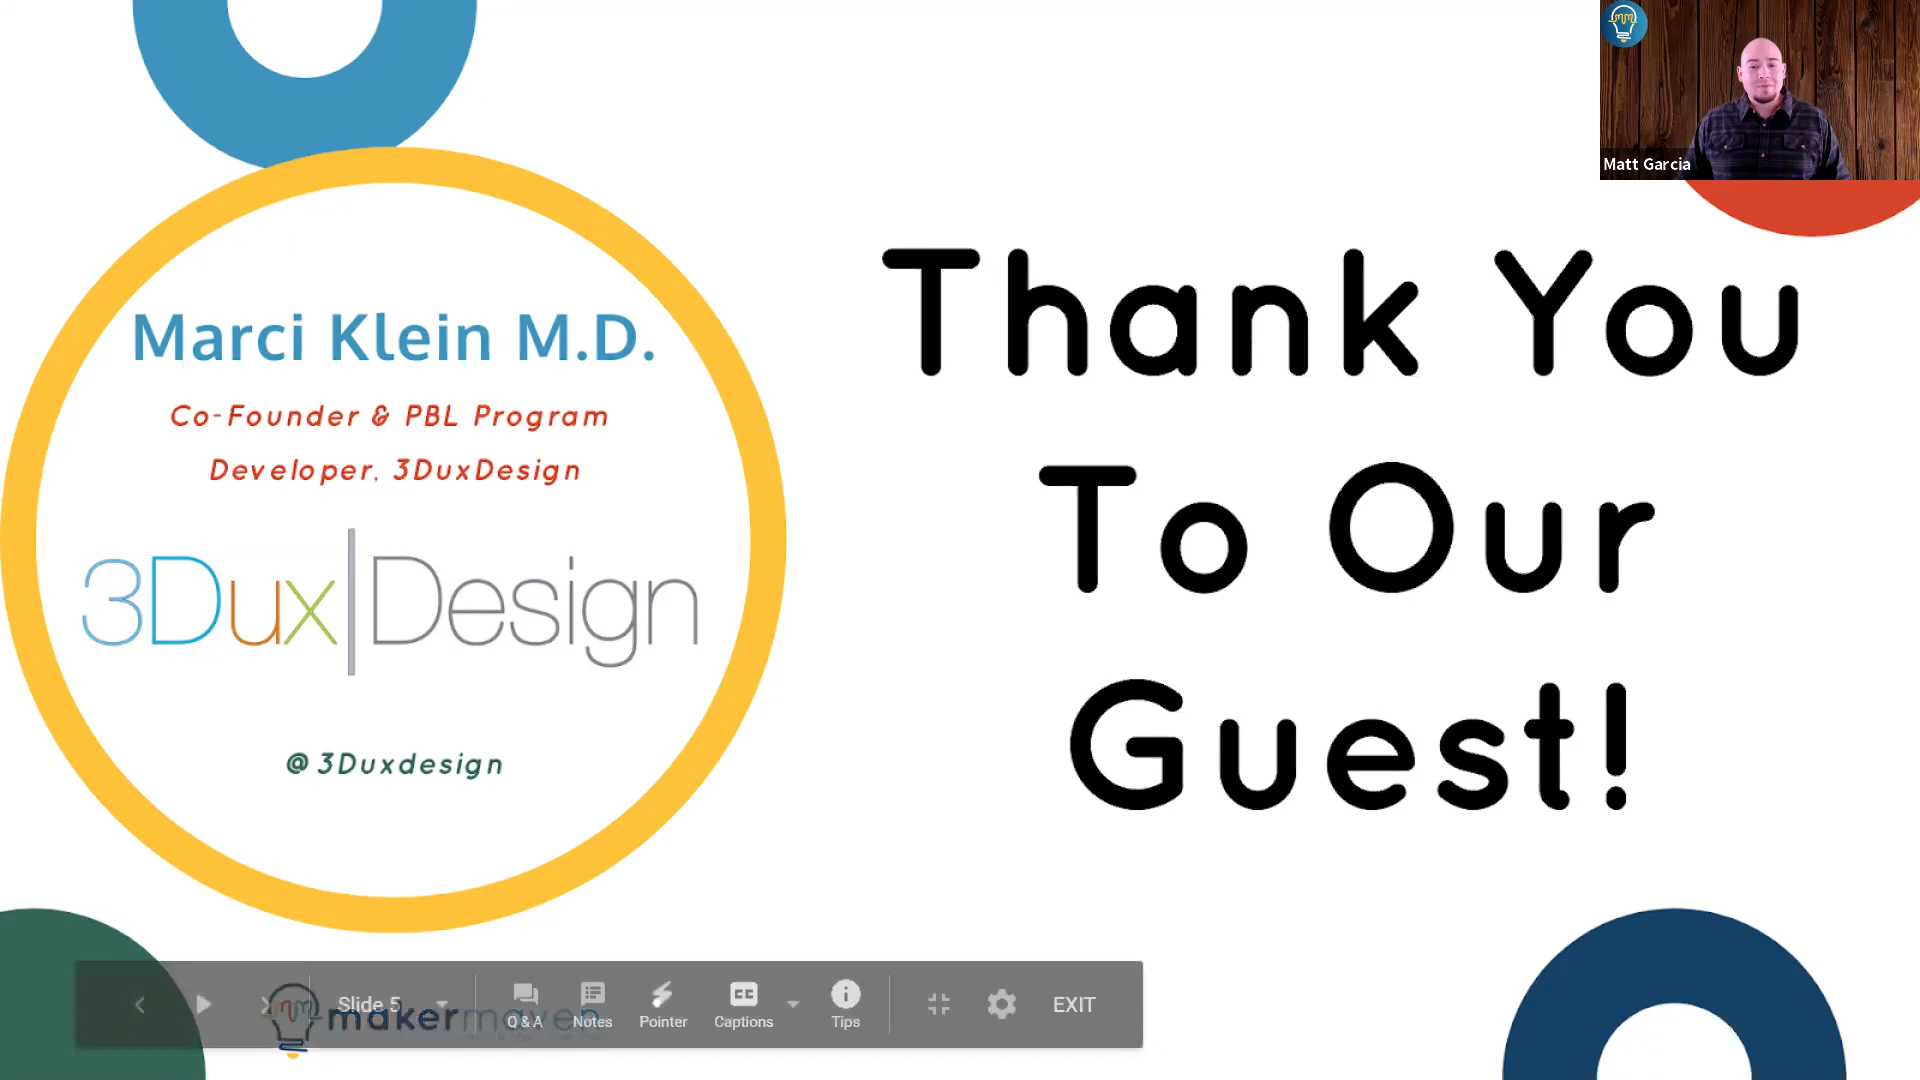 Matt Garcia
Marci Klein M.D.
Co-Founder & PBL Program
Developer, 3DuxDesign
3Dux|Design
@3Duxdesign
Thank You
To Our
Guest!
Slide 5
Q & A
Notes
Pointer
Captions
Tips
EXIT
makermaven